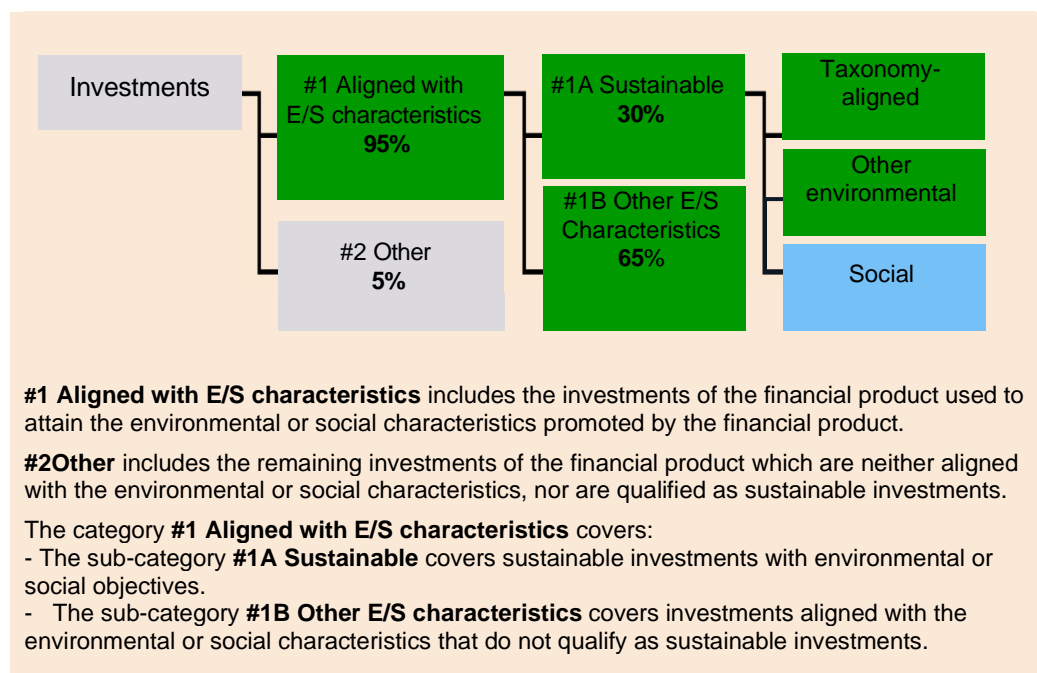 Investments
#1 Aligned with
E/S characteristics
95%
#2 Other
5%
#1A Sustainable
30%
#1B Other E/S
Characteristics
65%
Taxonomy-
aligned
Other
environmental
Social
#1 Aligned with E/S characteristics includes the investments of the financial product used to
attain the environmental or social characteristics promoted by the financial product.
#2Other includes the remaining investments of the financial product which are neither aligned
with the environmental or social characteristics, nor are qualified as sustainable investments.
The category #1 Aligned with E/S characteristics covers:
- The sub-category #1A Sustainable covers sustainable investments with environmental or
social objectives.
- The sub-category #1B Other E/S characteristics covers investments aligned with the
environmental or social characteristics that do not qualify as sustainable investments.